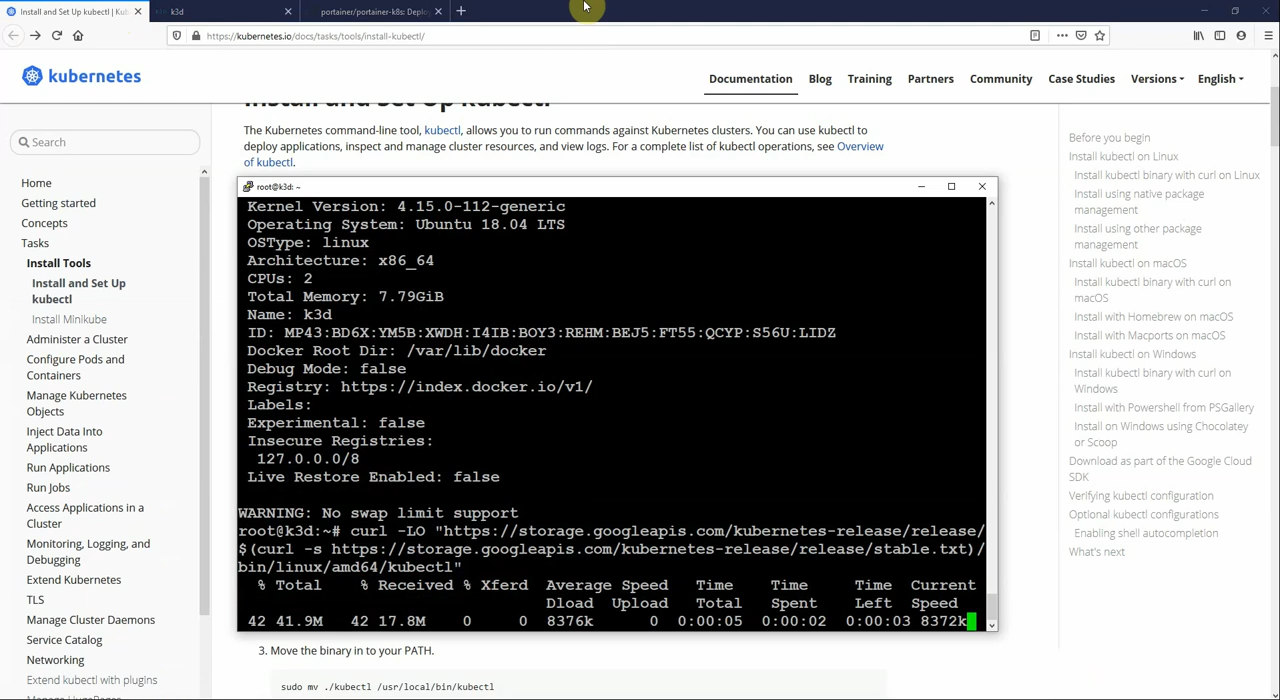 Install and Set Up kubectl | Ku
k3d
portainer/portainer-k8s: Deplo
https://kubernetes.io/docs/tasks/tools/install-kubectl/
kubernetes
Documentation
Blog
Training
Partners
Community
Case Studies
Versions
English
Install and Set Up kubectl
The Kubernetes command-line tool, kubectl, allows you to run commands against Kubernetes clusters. You can use kubectl to
deploy applications, inspect and manage cluster resources, and view logs. For a complete list of kubectl operations, see Overview
of kubectl.
Search
Home
Getting started
Concepts
Tasks
Install Tools
Install and Set Up
kubectl
Install Minikube
Administer a Cluster
Configure Pods and
Containers
Manage Kubernetes
Objects
Inject Data Into
Applications
Run Applications
Run Jobs
Access Applications in a
Cluster
Monitoring, Logging, and
Debugging
Extend Kubernetes
TLS
Manage Cluster Daemons
Service Catalog
Networking
Extend kubectl with plugins
root@k3d: ~
Kernel Version: 4.15.0-112-generic
Operating System: Ubuntu 18.04 LTS
OSType: linux
Architecture: x86_64
CPUs: 2
Total Memory: 7.79GiB
Name: k3d
ID: MP43:BD6X:YM5B:XWDH:I4IB:BOY3:REHM:BEJ5:FT55:QCYP:S56U:LIDZ
Docker Root Dir: /var/lib/docker
Debug Mode: false
Registry: https://index.docker.io/v1/
Labels:
Experimental: false
Insecure Registries:
127.0.0.0/8
Live Restore Enabled: false
WARNING: No swap limit support
root@k3d:~# curl -LO "https://storage.googleapis.com/kubernetes-release/release/
$(curl -s https://storage.googleapis.com/kubernetes-release/release/stable.txt)/
bin/linux/amd64/kubectl"
% Total % Received % Xferd Average Speed Time Time Time Current
Dload Upload Total Spent Left Speed
42 41.9M 42 17.8M 0 0 8376k 0 0:00:05 0:00:02 0:00:03 8372k
3. Move the binary in to your PATH.
sudo mv ./kubectl /usr/local/bin/kubectl
Before you begin
Install kubectl on Linux
Install kubectl binary with curl on Linux
Install using native package
management
Install using other package
management
Install kubectl on macOS
Install kubectl binary with curl on
macOS
Install with Homebrew on macOS
Install with Macports on macOS
Install kubectl on Windows
Install kubectl binary with curl on
Windows
Install with Powershell from PSGallery
Install on Windows using Chocolatey
or Scoop
Download as part of the Google Cloud
SDK
Verifying kubectl configuration
Optional kubectl configurations
Enabling shell autocompletion
What's next